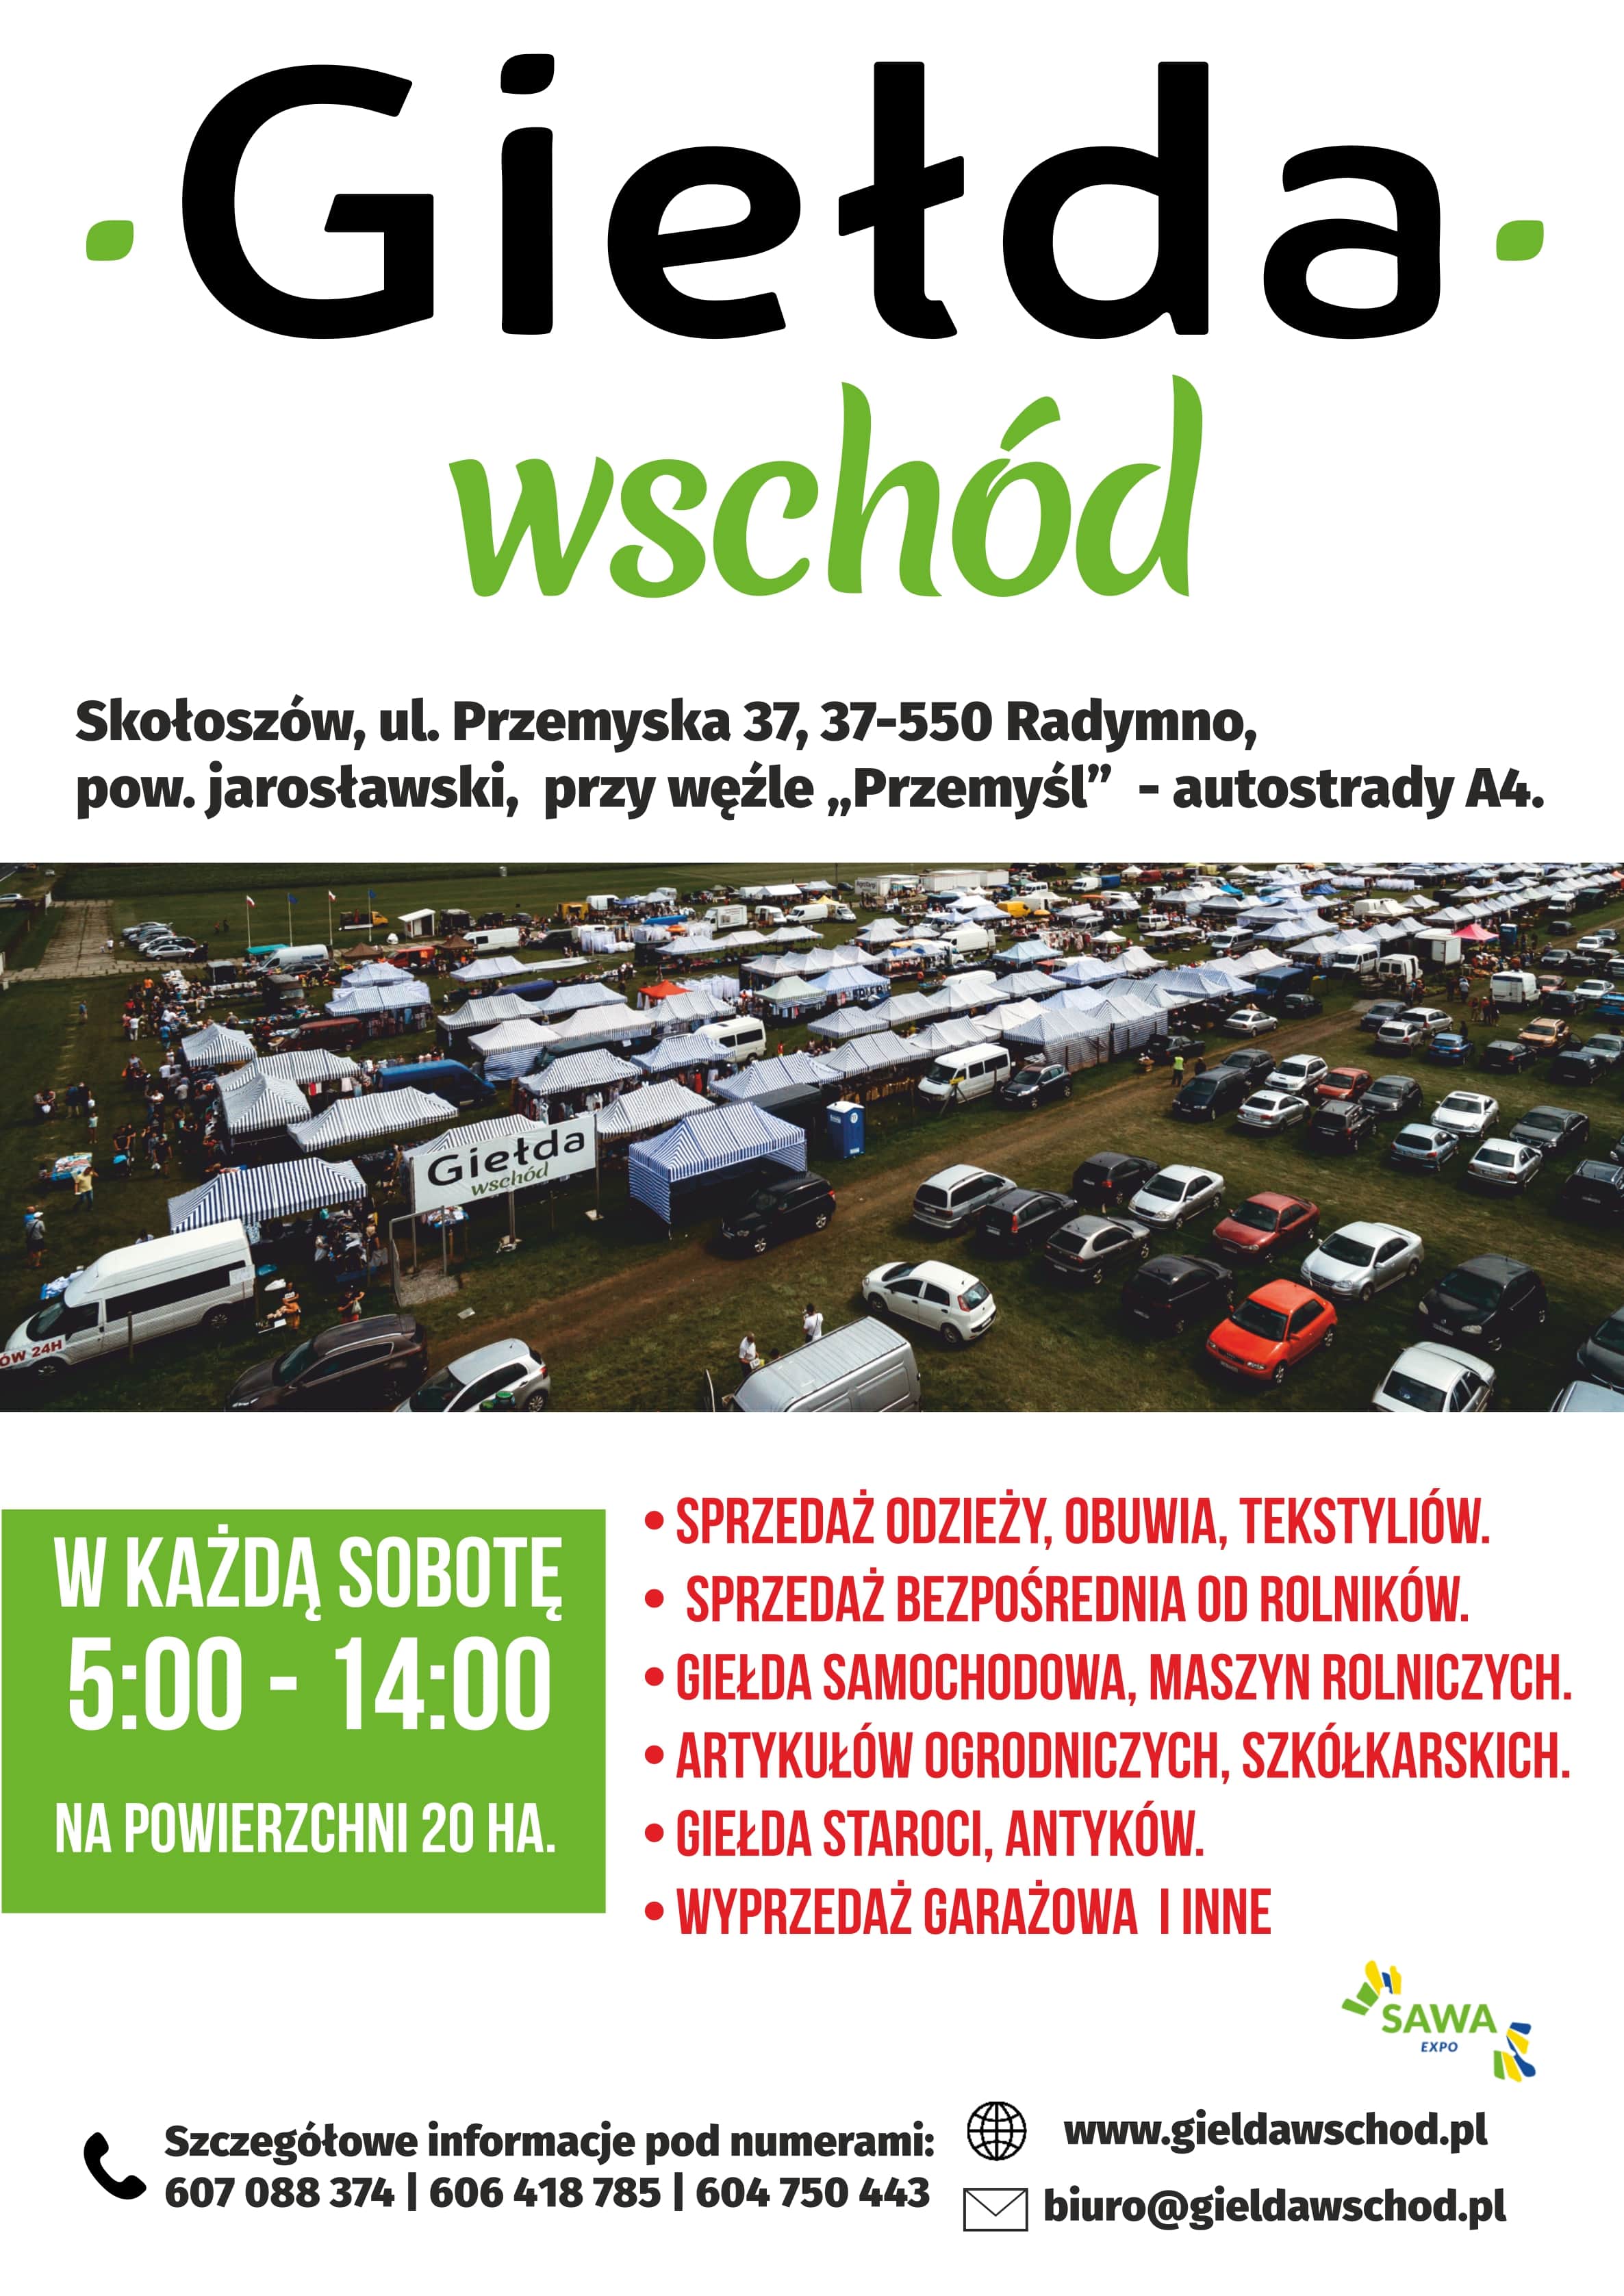 Giełda
wschód
Skołoszów, ul. Przemyska 37, 37-550 Radymno,
pow. jarosławski, przy węźle „Przemyśl” - autostrady A4.
Giełda
wschód
ÓW 24H
W KAŻDĄ SOBOTĘ
5:00 - 14:00
NA POWIERZCHNI 20 HA.
• SPRZEDAŻ ODZIEŻY, OBUWIA, TEKSTYLIÓW.
• SPRZEDAŻ BEZPOŚREDNIA OD ROLNIKÓW.
• GIEŁDA SAMOCHODOWA, MASZYN ROLNICZYCH.
• ARTYKUŁÓW OGRODNICZYCH, SZKÓŁKARSKICH.
• GIEŁDA STAROCI, ANTYKÓW.
• WYPRZEDAŻ GARAŻOWA I INNE
SAWA
EXPO
Szczegółowe informacje pod numerami:
607 088 374 | 606 418 785 | 604 750 443
www.gieldawschod.pl
biuro@gieldawschod.pl